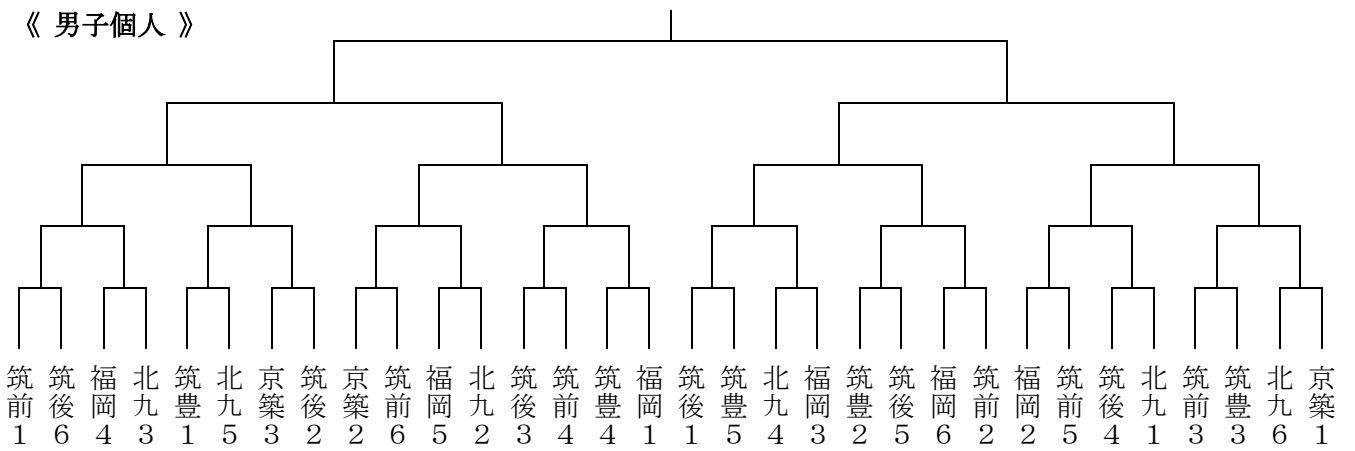 《 男子個人 》
筑前１
筑後６
福岡４
北九３
筑豊１
北九５
京築３
筑後２
京築２
筑前６
福岡５
北九２
筑後３
筑前４
筑豊４
福岡１
筑後１
筑豊５
北九４
福岡３
筑豊２
筑後５
福岡６
筑前２
福岡２
筑前５
筑後４
北九１
筑前３
筑豊３
北九６
京築１